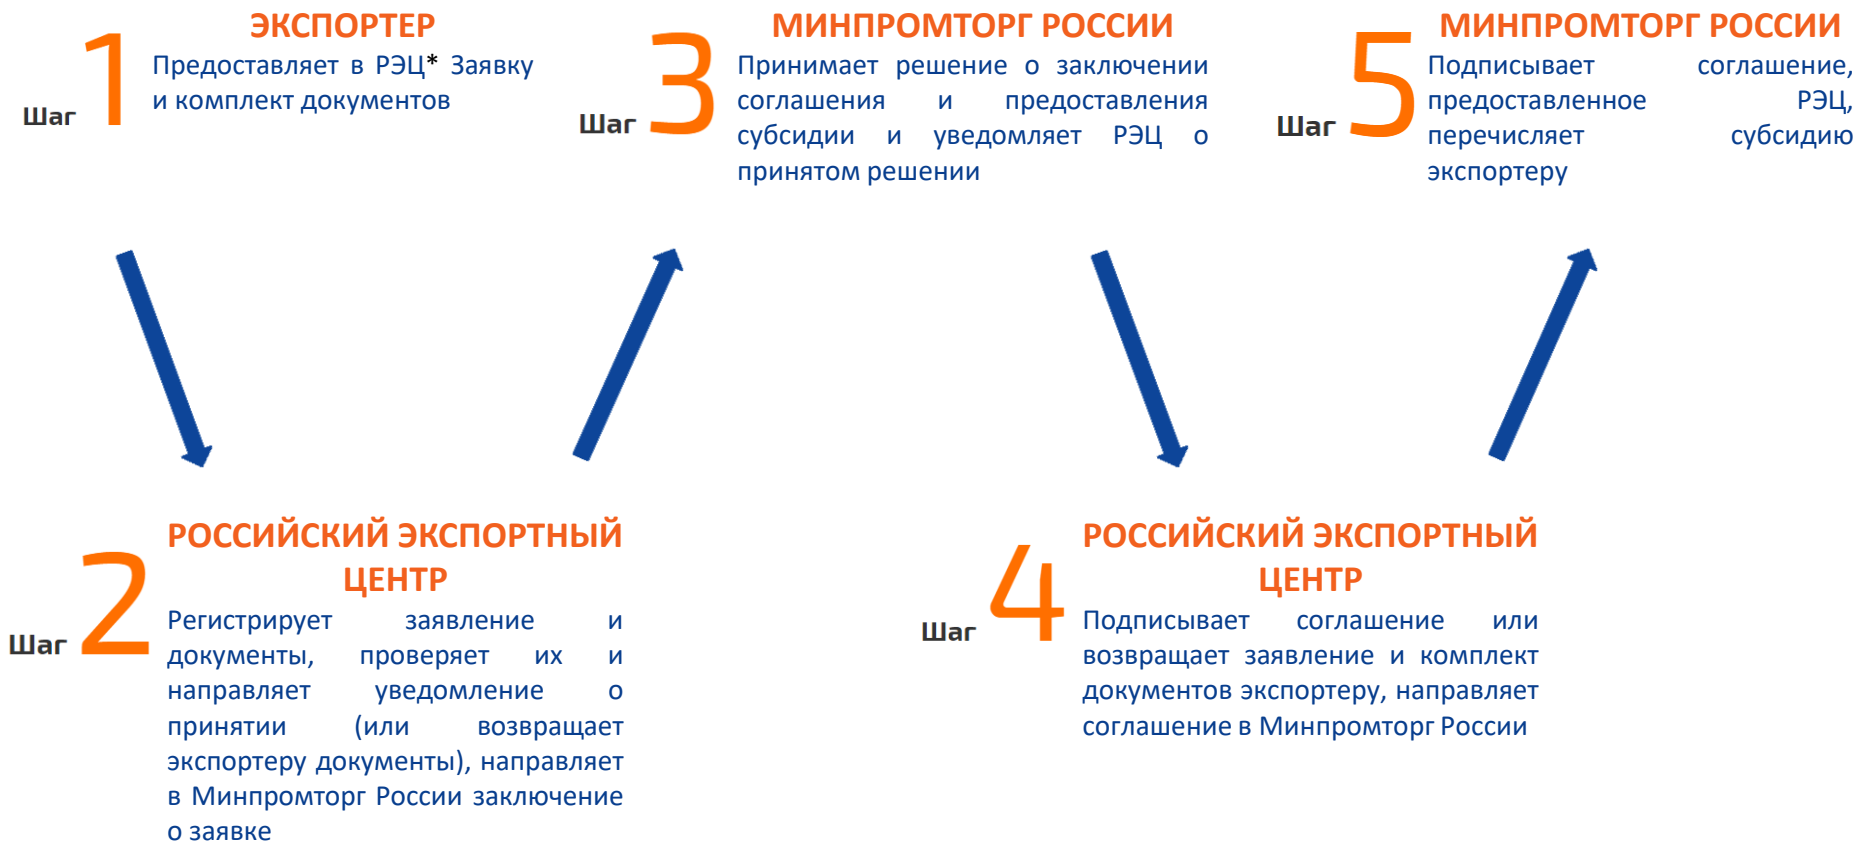 ЭКСПОРТЕР
Шаг 1
Предоставляет в РЭЦ* Заявку
и комплект документов
МИНПРОМТОРГ РОССИИ
Шаг 3
Принимает решение о заключении
соглашения и предоставления
субсидии и уведомляет РЭЦ о
принятом решении
МИНПРОМТОРГ РОССИИ
Шаг 5
Подписывает соглашение,
предоставленное РЭЦ,
перечисляет субсидию
экспортеру
РОССИЙСКИЙ ЭКСПОРТНЫЙ
ЦЕНТР
Шаг 2
Регистрирует заявление и
документы, проверяет их и
направляет уведомление о
принятии (или возвращает
экспортеру документы), направляет
в Минпромторг России заключение
о заявке
РОССИЙСКИЙ ЭКСПОРТНЫЙ
ЦЕНТР
Шаг 4
Подписывает соглашение или
возвращает заявление и комплект
документов экспортеру, направляет
соглашение в Минпромторг России